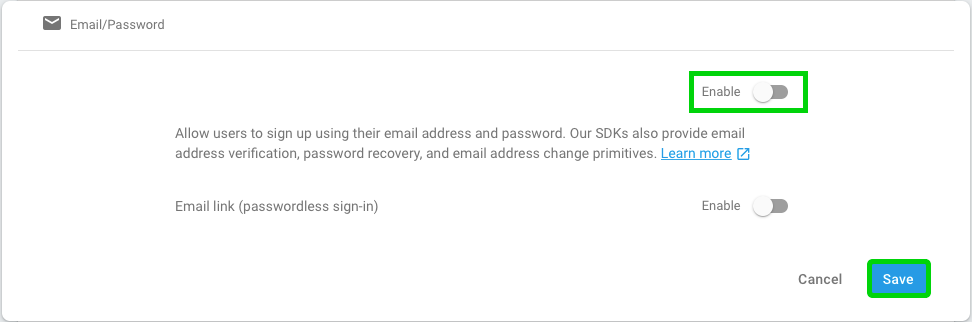 Email/Password
Enable
Allow users to sign up using their email address and password. Our SDKs also provide email
address verification, password recovery, and email address change primitives. Learn more
Email link (passwordless sign-in)
Enable
Cancel
Save